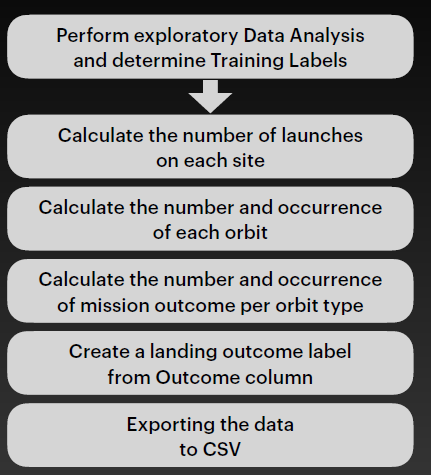 Perform exploratory Data Analysis
and determine Training Labels
Calculate the number of launches
on each site
Calculate the number and occurrence
of each orbit
Calculate the number and occurrence
of mission outcome per orbit type
Create a landing outcome label
from Outcome column
Exporting the data
to CSV